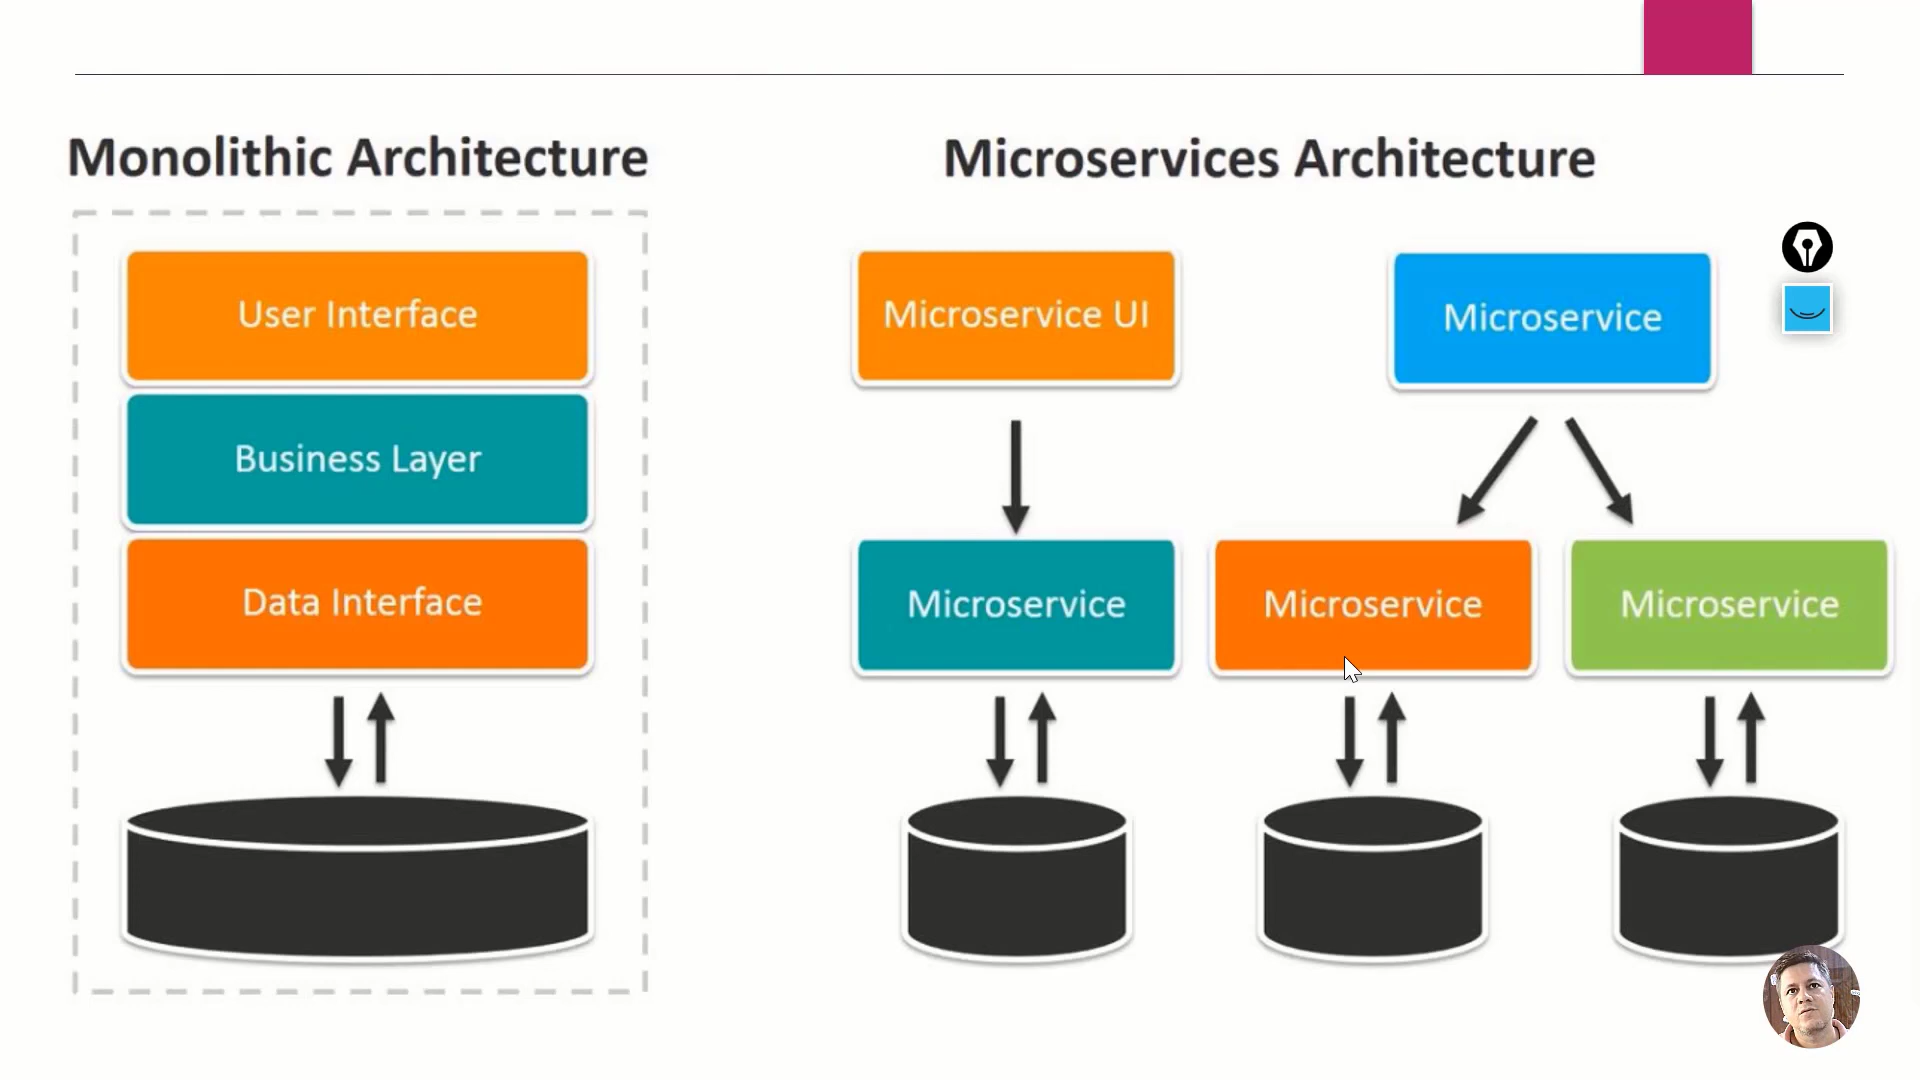 Monolithic Architecture
User Interface
Business Layer
Data Interface
Microservices Architecture
Microservice UI
Microservice
Microservice
Microservice
Microservice